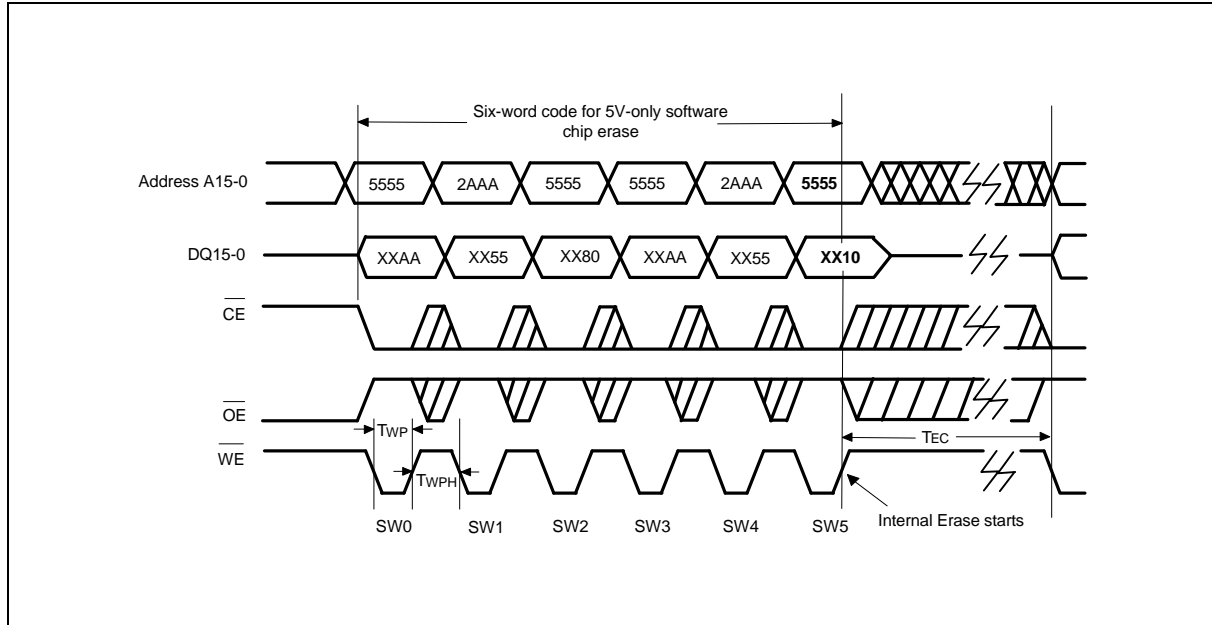 Six-word code for 5V-only software
chip erase
Address A15-0
5555
2AAA
5555
5555
2AAA
5555
DQ15-0
XXAA
XX55
XX80
XXAA
XX55
XX10
CE
OE
TWP
TEC
WE
TWPH
Internal Erase starts
SW0
SW1
SW2
SW3
SW4
SW5